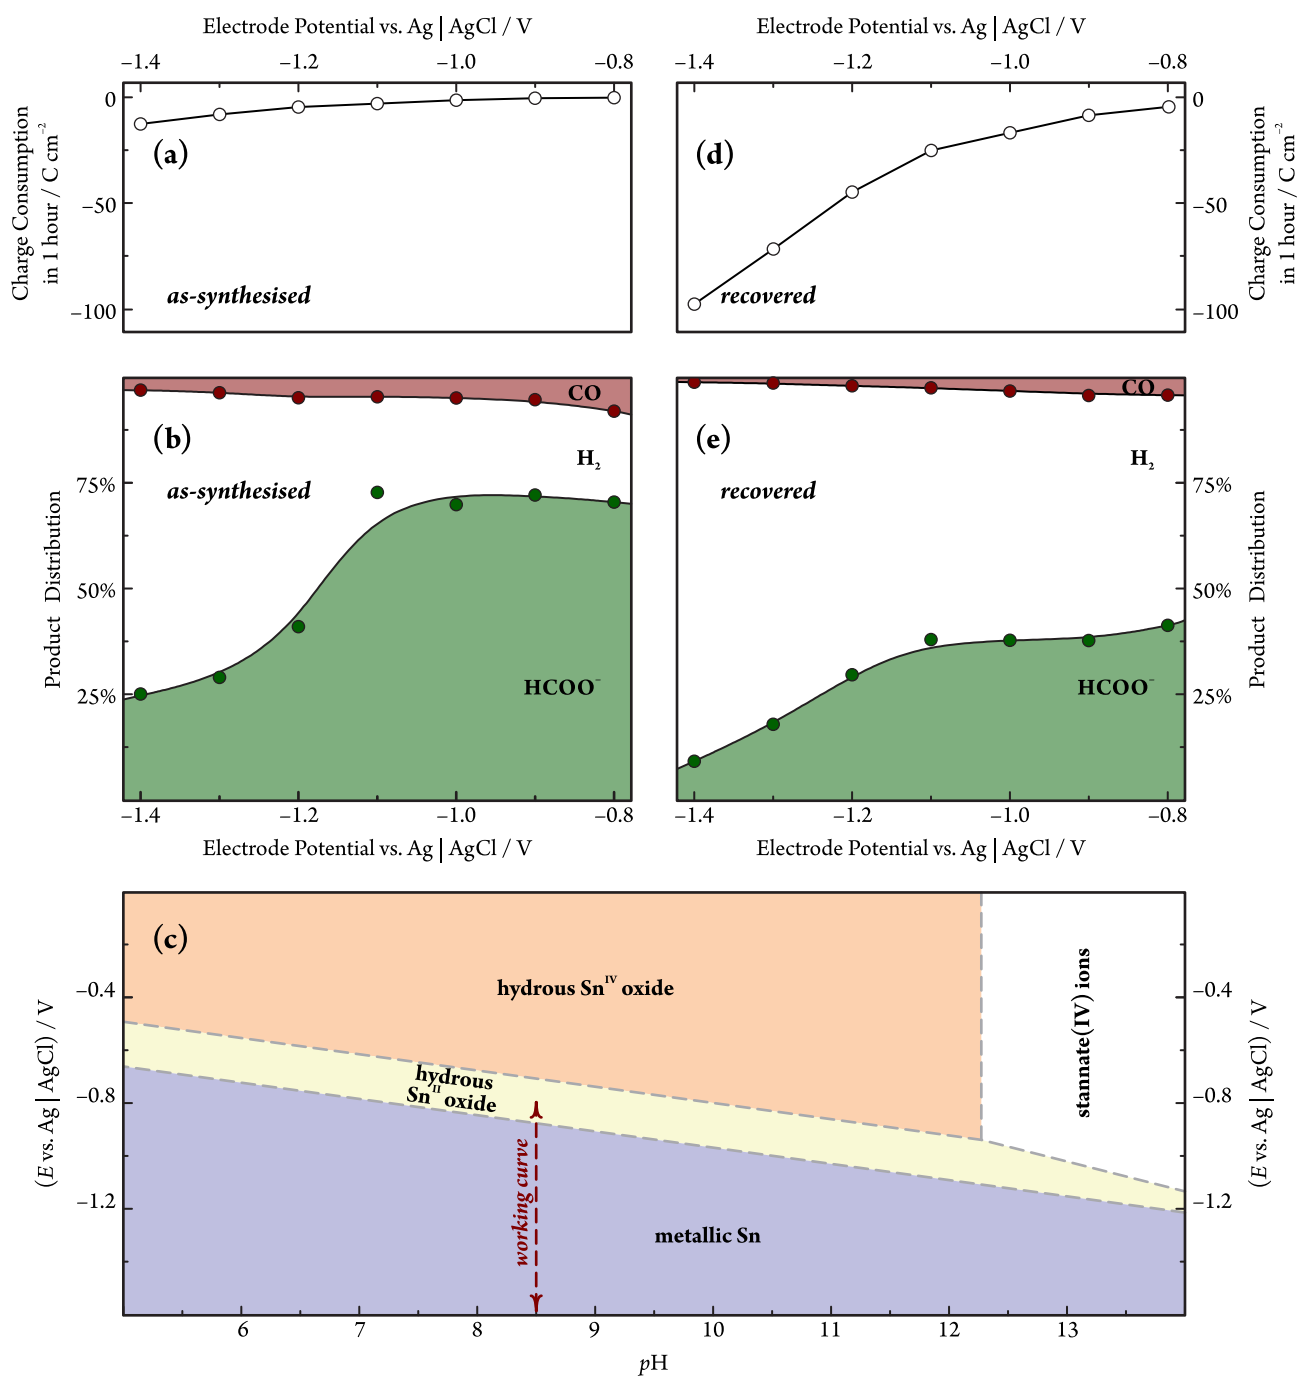 Electrode Potential vs. Ag | AgCl / V
−1.4 −1.2 −1.0 −0.8
0
−50
−100
Charge Consumption
in 1 hour / C cm⁻²
(a)
as-synthesised
Electrode Potential vs. Ag | AgCl / V
−1.4 −1.2 −1.0 −0.8
0
−50
−100
Charge Consumption
in 1 hour / C cm⁻²
(d)
recovered
CO
(b)
H₂
as-synthesised
75%
50%
25%
Product Distribution
HCOO⁻
−1.4 −1.2 −1.0 −0.8
Electrode Potential vs. Ag | AgCl / V
CO
(e)
H₂
recovered
75%
50%
25%
Product Distribution
HCOO⁻
−1.4 −1.2 −1.0 −0.8
Electrode Potential vs. Ag | AgCl / V
(c)
hydrous Snᴵⱽ oxide
stannate(IV) ions
−0.4
−0.8
−1.2
(E vs. Ag | AgCl) / V
−0.4
−0.8
−1.2
(E vs. Ag | AgCl) / V
hydrous
Snᴵᴵ oxide
working curve
metallic Sn
6 7 8 9 10 11 12 13
pH